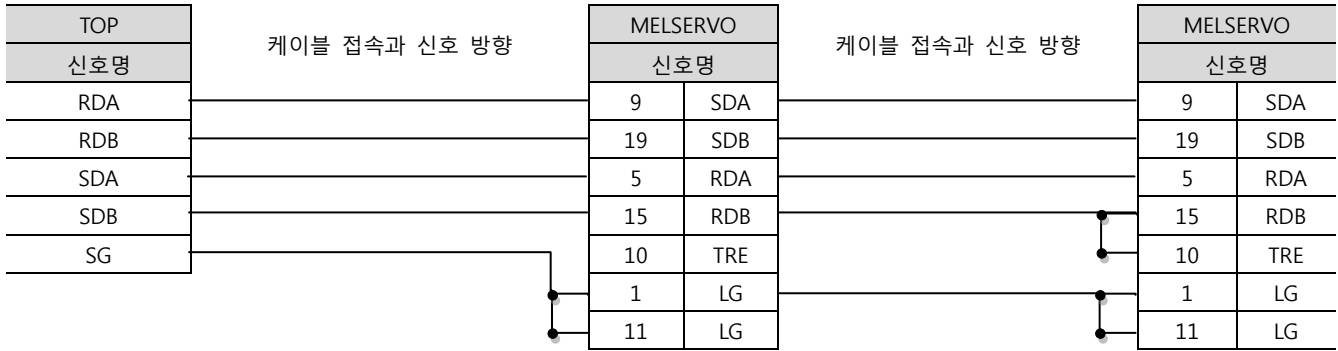 TOP 케이블 접속과 신호 방향 MELSERVO 케이블 접속과 신호 방향 MELSERVO
신호명 신호명 신호명
RDA 9 SDA 9 SDA
RDB 19 SDB 19 SDB
SDA 5 RDA 5 RDA
SDB 15 RDB 15 RDB
SG 10 TRE 10 TRE
1 LG 1 LG
11 LG 11 LG